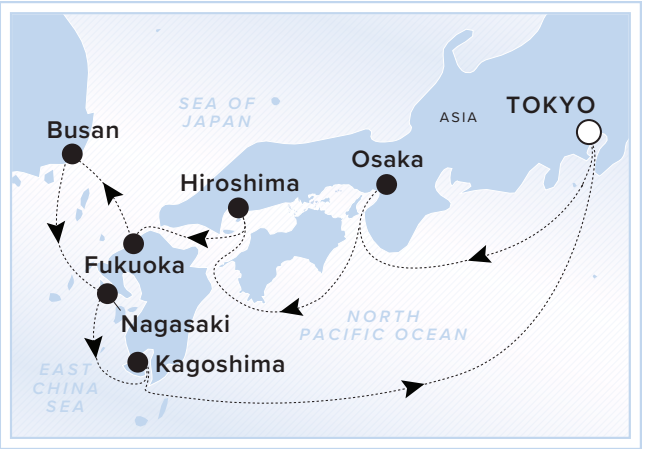 SEA OF
JAPAN
ASIA
TOKYO
Busan
Osaka
Hiroshima
Fukuoka
Nagasaki
NORTH
PACIFIC OCEAN
Kagoshima
EAST
CHINA
SEA